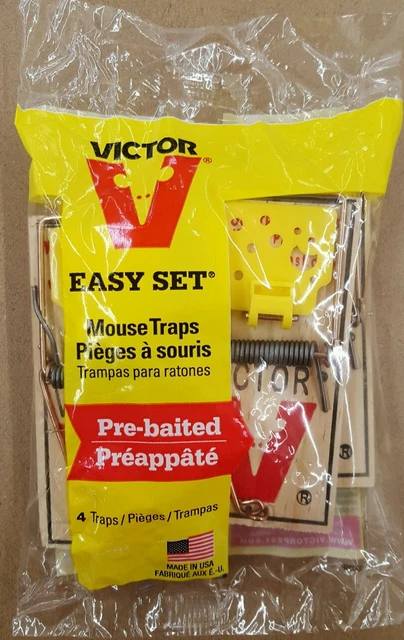 VICTOR®
EASY SET®
Mouse Traps
Pièges à souris
Trampas para ratones
Pre-baited
Préappâté
4 Traps / Pièges / Trampas
MADE IN USA
FABRIQUÉ AUX É.-U.
CTOR
®
®